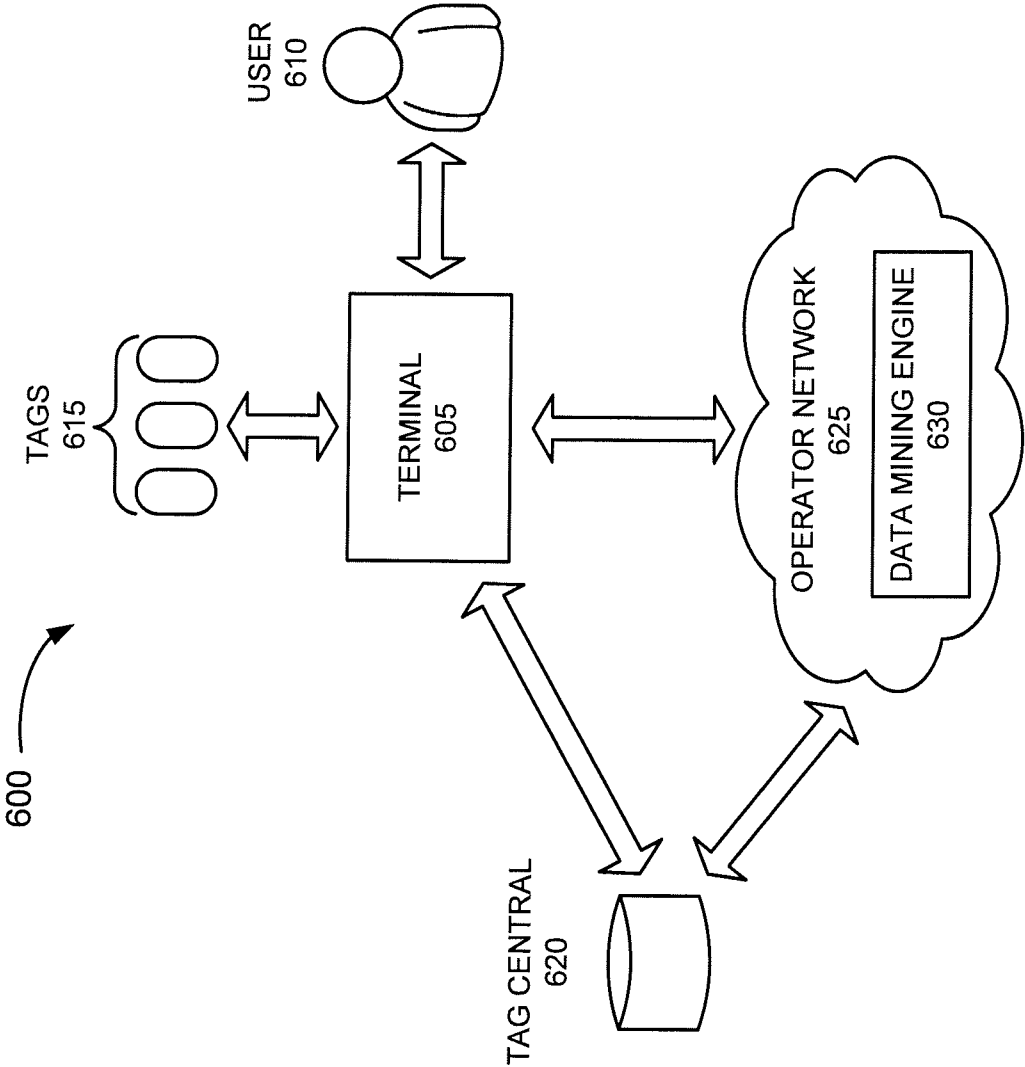 600
TAGS
615
USER
610
TERMINAL
605
TAG CENTRAL
620
OPERATOR NETWORK
625
DATA MINING ENGINE
630